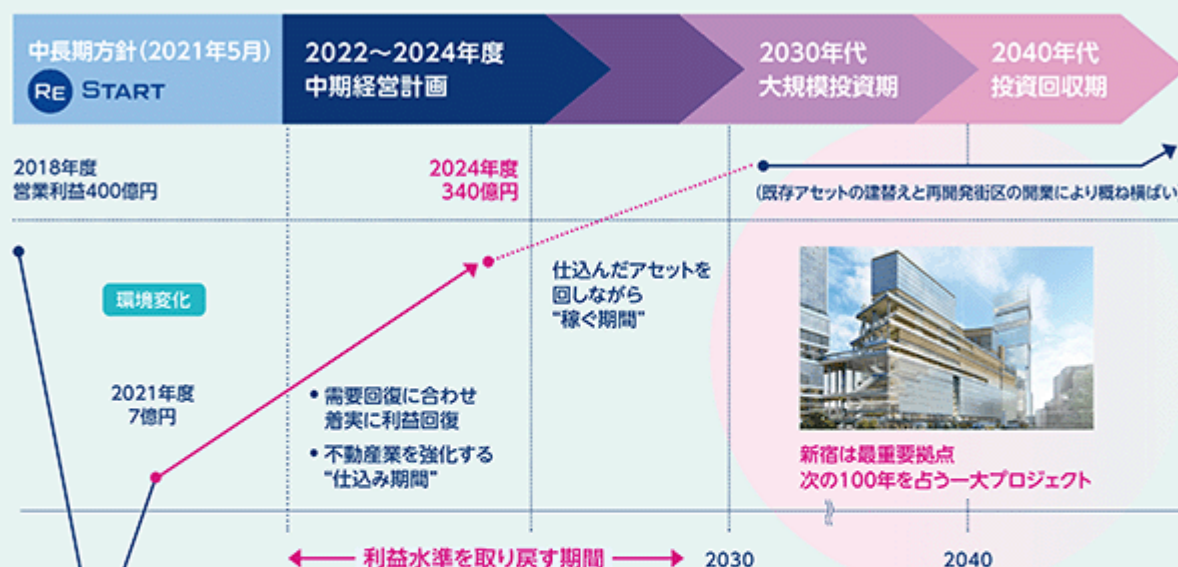 中長期方針（2021年5月）
RE START
2022～2024年度
中期経営計画
2030年代
大規模投資期
2040年代
投資回収期
2018年度
営業利益400億円
2024年度
340億円
（既存アセットの建替えと再開発街区の開業により概ね横ばい
環境変化
仕込んだアセットを
回しながら
“稼ぐ期間”
2021年度
7億円
• 需要回復に合わせ
着実に利益回復
• 不動産業を強化する
“仕込み期間”
新宿は最重要拠点
次の100年を占う一大プロジェクト
利益水準を取り戻す期間
2030
2040